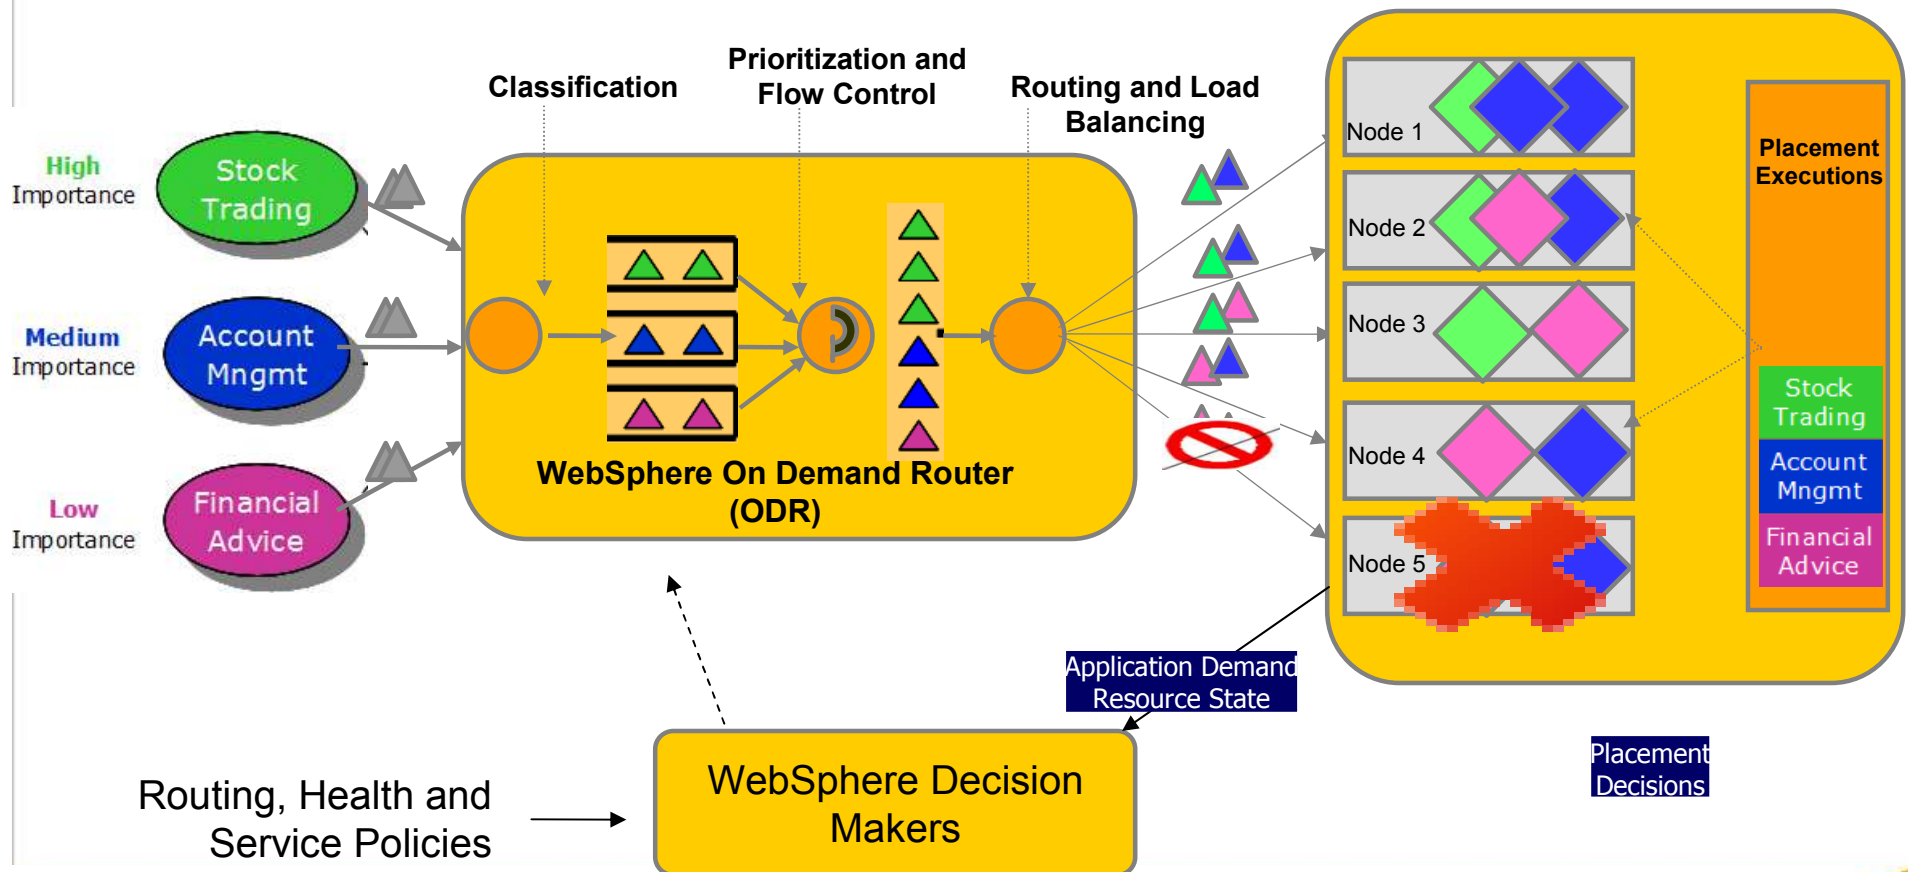 Classification
Prioritization and
Flow Control
Routing and Load
Balancing
High
Importance
Stock
Trading
Medium
Importance
Account
Mngmt
Low
Importance
Financial
Advice
WebSphere On Demand Router
(ODR)
Node 1
Node 2
Node 3
Node 4
Node 5
Placement
Executions
Stock
Trading
Account
Mngmt
Financial
Advice
Application Demand
Resource State
Placement
Decisions
Routing, Health and
Service Policies
WebSphere Decision
Makers